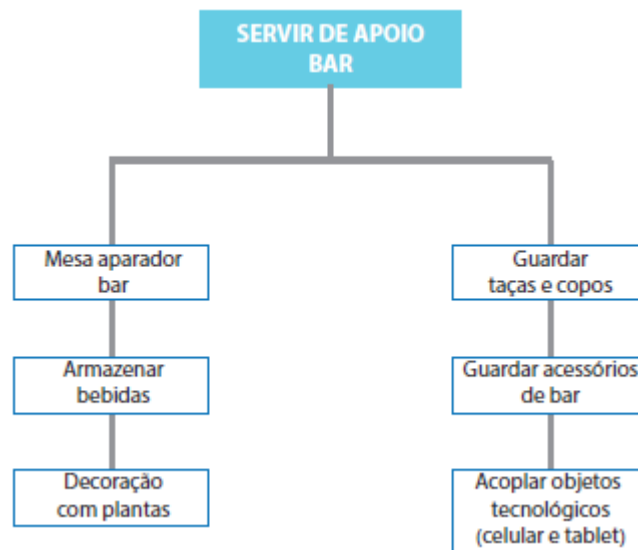 SERVIR DE APOIO
BAR
Mesa aparador
bar
Armazenar
bebidas
Decoração
com plantas
Guardar
taças e copos
Guardar acessórios
de bar
Acoplar objetos
tecnológicos
(celular e tablet)